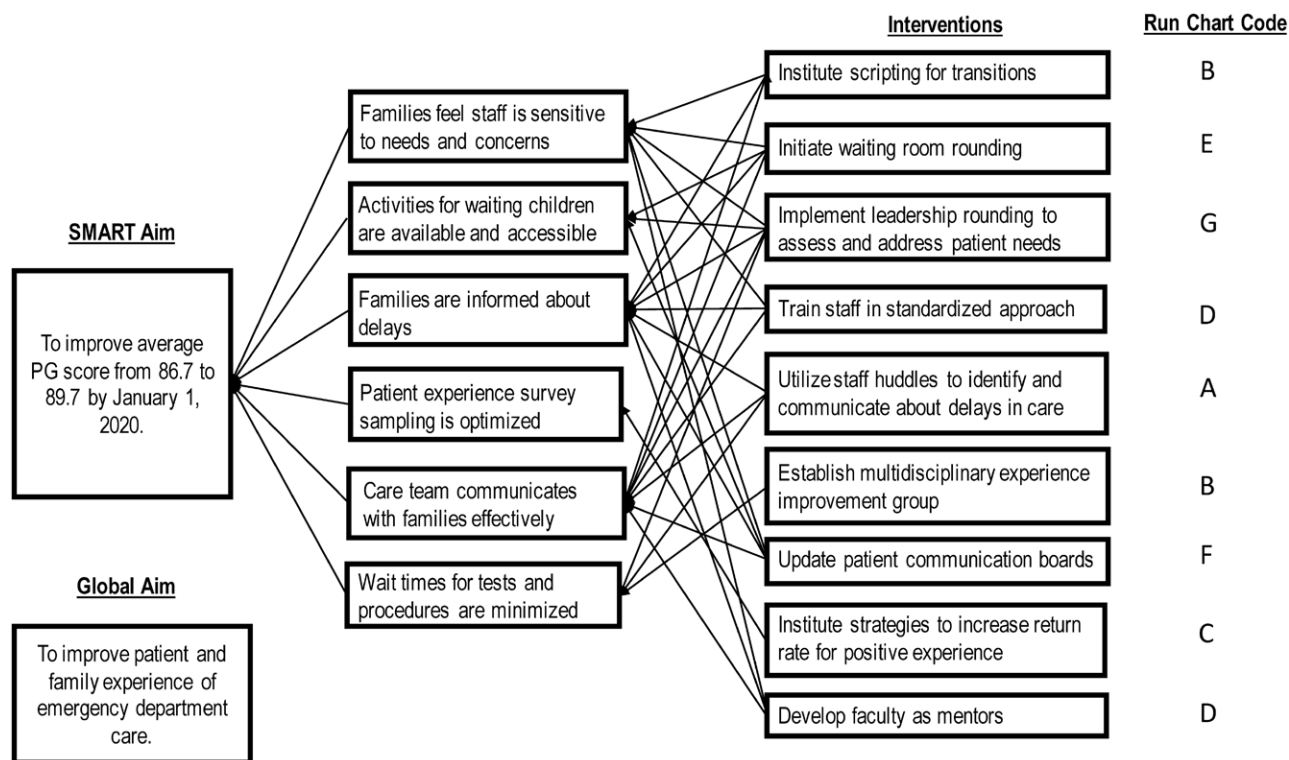 SMART Aim
To improve average
PG score from 86.7 to
89.7 by January 1,
2020.
Global Aim
To improve patient and
family experience of
emergency department
care.
Families feel staff is sensitive
to needs and concerns
Activities for waiting children
are available and accessible
Families are informed about
delays
Patient experience survey
sampling is optimized
Care team communicates
with families effectively
Wait times for tests and
procedures are minimized
Interventions
Run Chart Code
Institute scripting for transitions
B
Initiate waiting room rounding
E
Implement leadership rounding to
assess and address patient needs
G
Train staff in standardized approach
D
Utilize staff huddles to identify and
communicate about delays in care
A
Establish multidisciplinary experience
improvement group
B
Update patient communication boards
F
Institute strategies to increase return
rate for positive experience
C
Develop faculty as mentors
D